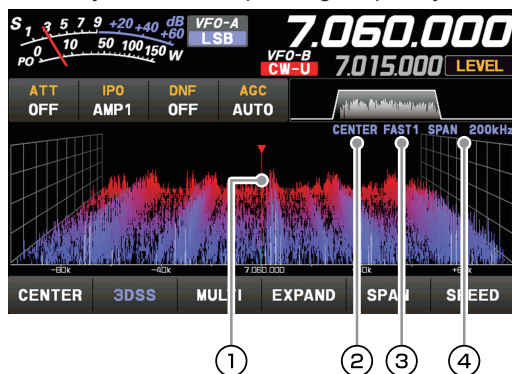 S 1 3 5 7 9 +20 +40 +60 dB
PO 0 10 50 100 150 W
VFO-A
LSB
7.060.000
VFO-B
CW-U
7.015.000
LEVEL
ATT IPO DNF AGC
OFF AMP1 OFF AUTO
CENTER FAST1 SPAN 200kHz
1
-80k -40k 7.060.000
CENTER 3DSS MULTI EXPAND SPAN SPEED
1 2 3 4